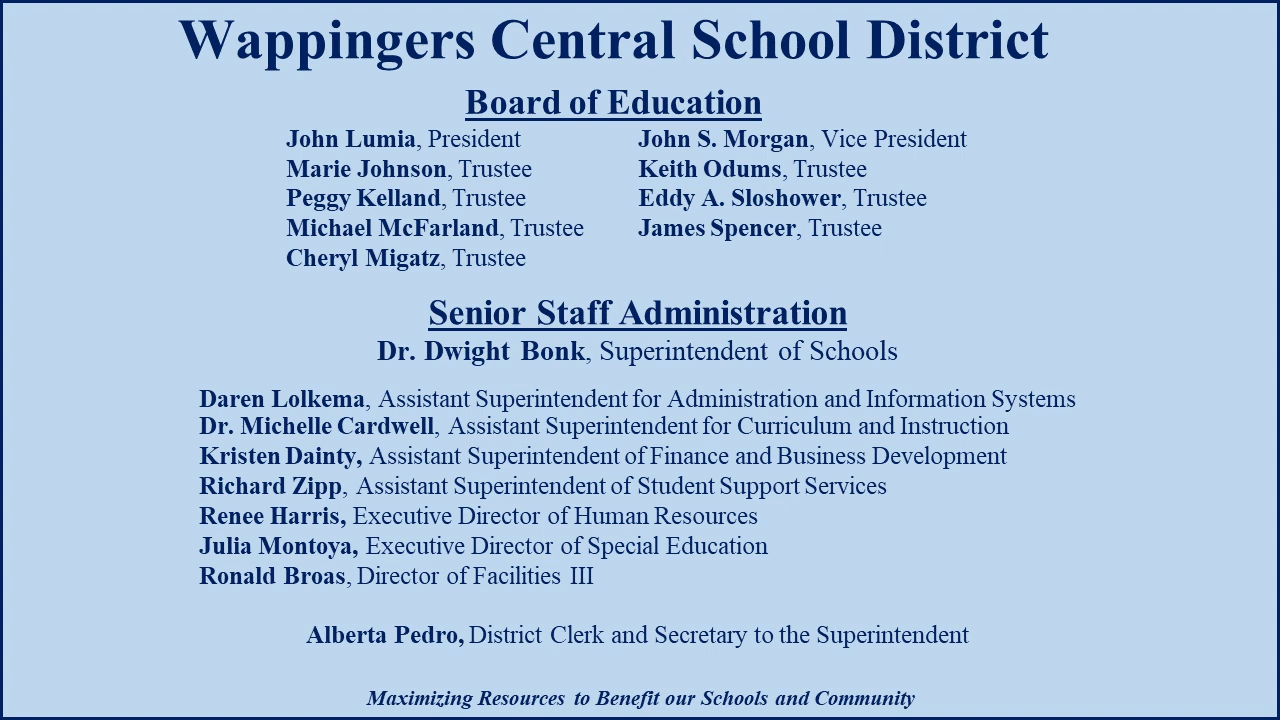 Wappingers Central School District
Board of Education
John Lumia, President
Marie Johnson, Trustee
Peggy Kelland, Trustee
Michael McFarland, Trustee
Cheryl Migatz, Trustee
John S. Morgan, Vice President
Keith Odums, Trustee
Eddy A. Sloshower, Trustee
James Spencer, Trustee
Senior Staff Administration
Dr. Dwight Bonk, Superintendent of Schools
Daren Lolkema, Assistant Superintendent for Administration and Information Systems
Dr. Michelle Cardwell, Assistant Superintendent for Curriculum and Instruction
Kristen Dainty, Assistant Superintendent of Finance and Business Development
Richard Zipp, Assistant Superintendent of Student Support Services
Renee Harris, Executive Director of Human Resources
Julia Montoya, Executive Director of Special Education
Ronald Broas, Director of Facilities III
Alberta Pedro, District Clerk and Secretary to the Superintendent
Maximizing Resources to Benefit our Schools and Community